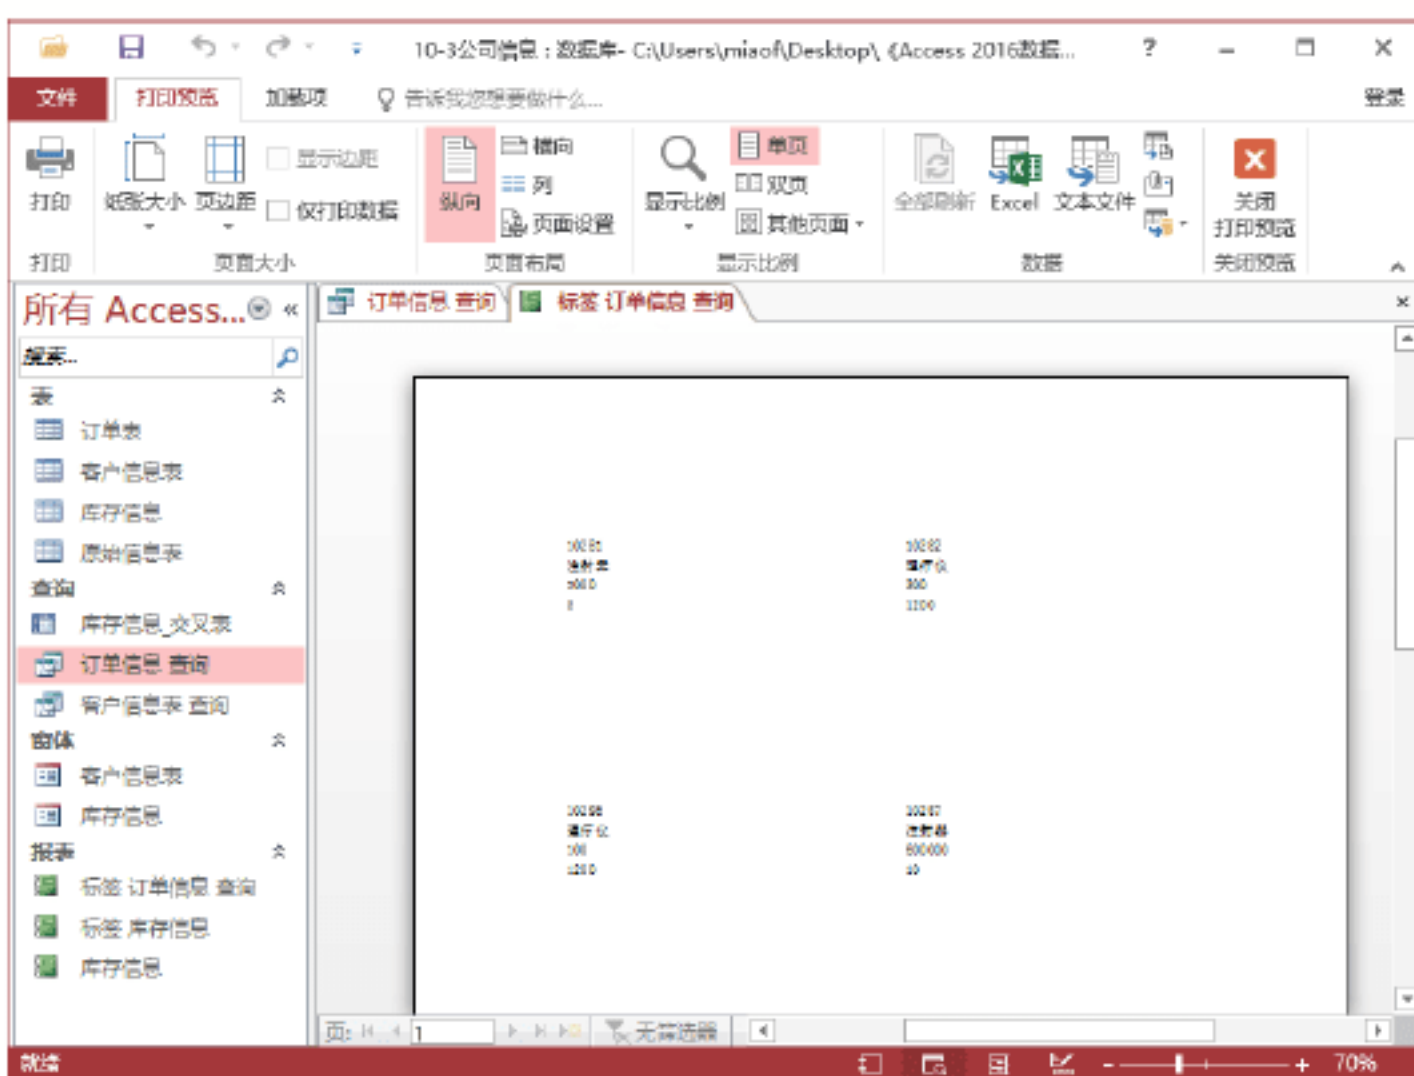 10-3公司信息 : 数据库- C:\Users\miaof\Desktop\《Access 2016数据... ?
文件 打印预览 加载项 告诉我您想要做什么... 登录
打印 纸张大小 页边距 显示边距 仅打印数据 纵向 横向 列 页面设置 显示比例 单页 双页 其他页面 全部刷新 Excel 文本文件 关闭 打印预览
打印 页面大小 页面布局 显示比例 数据 关闭预览
所有 Access...
搜索...
表
订单表
客户信息表
库存信息
原始信息表
查询
库存信息_交叉表
订单信息 查询
客户信息表 查询
窗体
客户信息表
库存信息
报表
标签 订单信息 查询
标签 库存信息
库存信息
订单信息 查询 标签 订单信息 查询
10282
300
1200
10287
注射器
600000
10
页: 1 无筛选器
就绪 70%